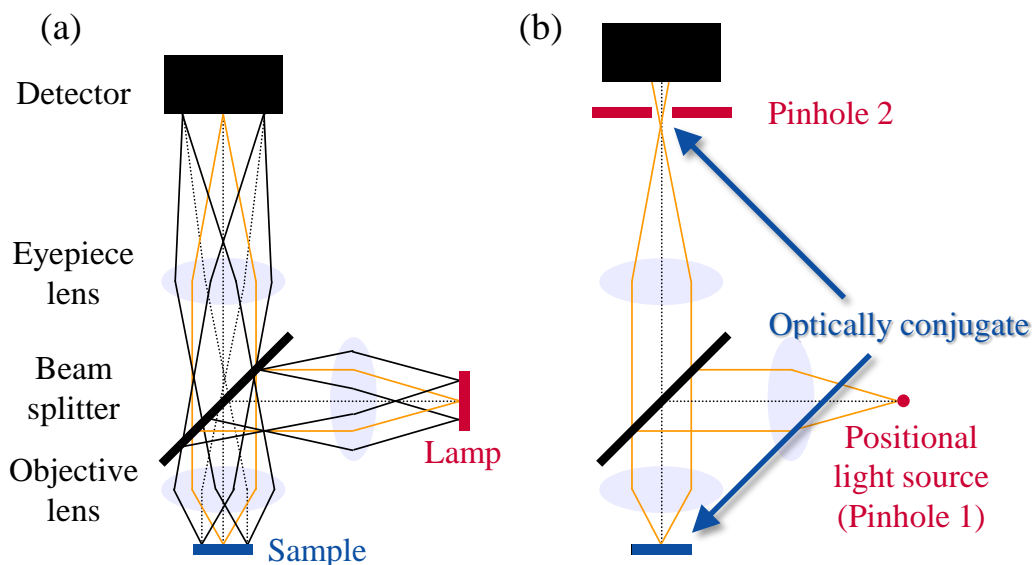 (a)
Detector
Eyepiece
lens
Beam
splitter
Objective
lens
Lamp
Sample
(b)
Pinhole 2
Optically conjugate
Positional
light source
(Pinhole 1)